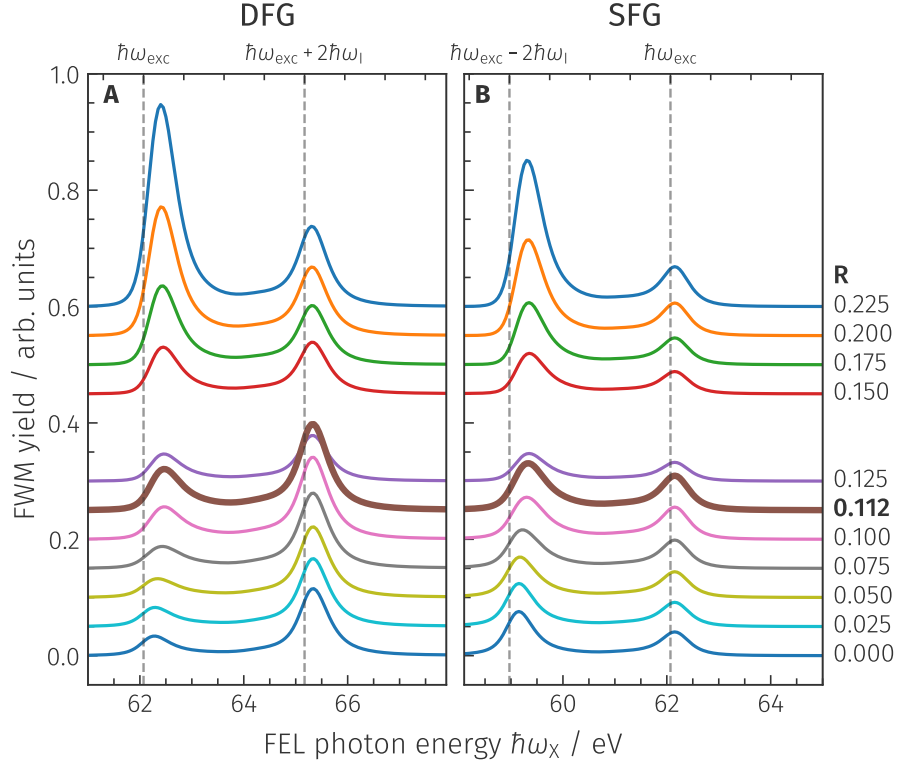 DFG SFG
ℏω_exc ℏω_exc + 2ℏω_I ℏω_exc − 2ℏω_I ℏω_exc
A B
1.0
0.8
0.6
0.4
0.2
0.0
FWM yield / arb. units
R
0.225
0.200
0.175
0.150
0.125
0.112
0.100
0.075
0.050
0.025
0.000
62 64 66 60 62 64
FEL photon energy ℏω_X / eV